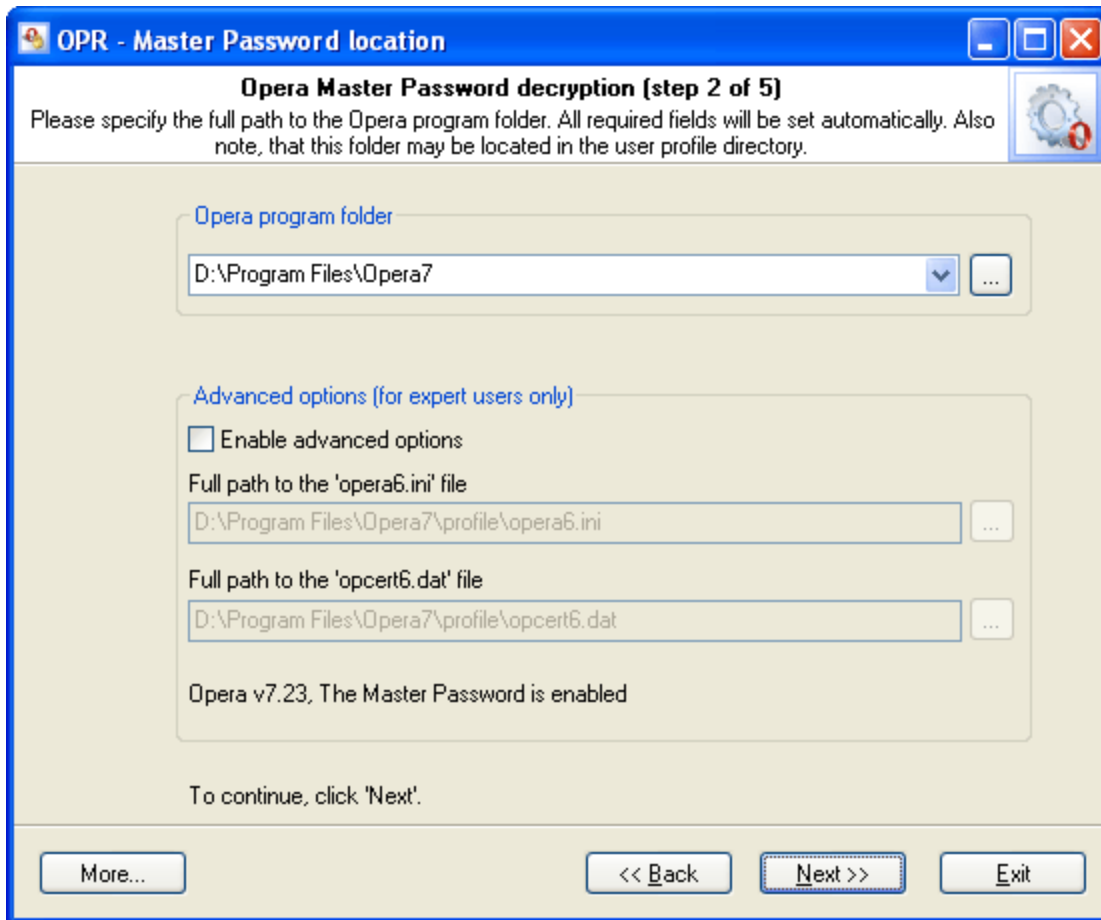 OPR - Master Password location
Opera Master Password decryption (step 2 of 5)
Please specify the full path to the Opera program folder. All required fields will be set automatically. Also
note, that this folder may be located in the user profile directory.
Opera program folder
D:\Program Files\Opera7
...
Advanced options (for expert users only)
Enable advanced options
Full path to the 'opera6.ini' file
D:\Program Files\Opera7\profile\opera6.ini
...
Full path to the 'opcert6.dat' file
D:\Program Files\Opera7\profile\opcert6.dat
...
Opera v7.23, The Master Password is enabled
To continue, click 'Next'.
More...
<< Back
Next >>
Exit